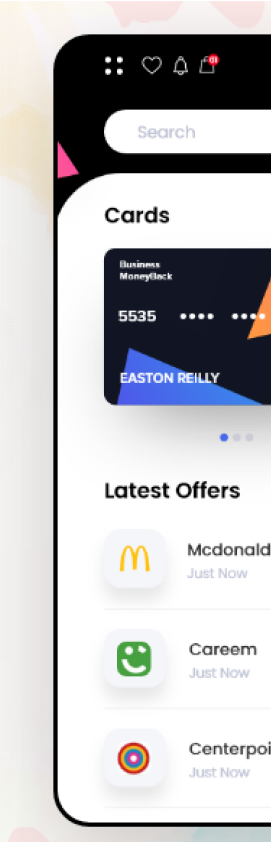 01
Search
Cards
Business
MoneyBack
5535 •••• ••••
EASTON REILLY
Latest Offers
Mcdonald
Just Now
Careem
Just Now
Centerpoi
Just Now